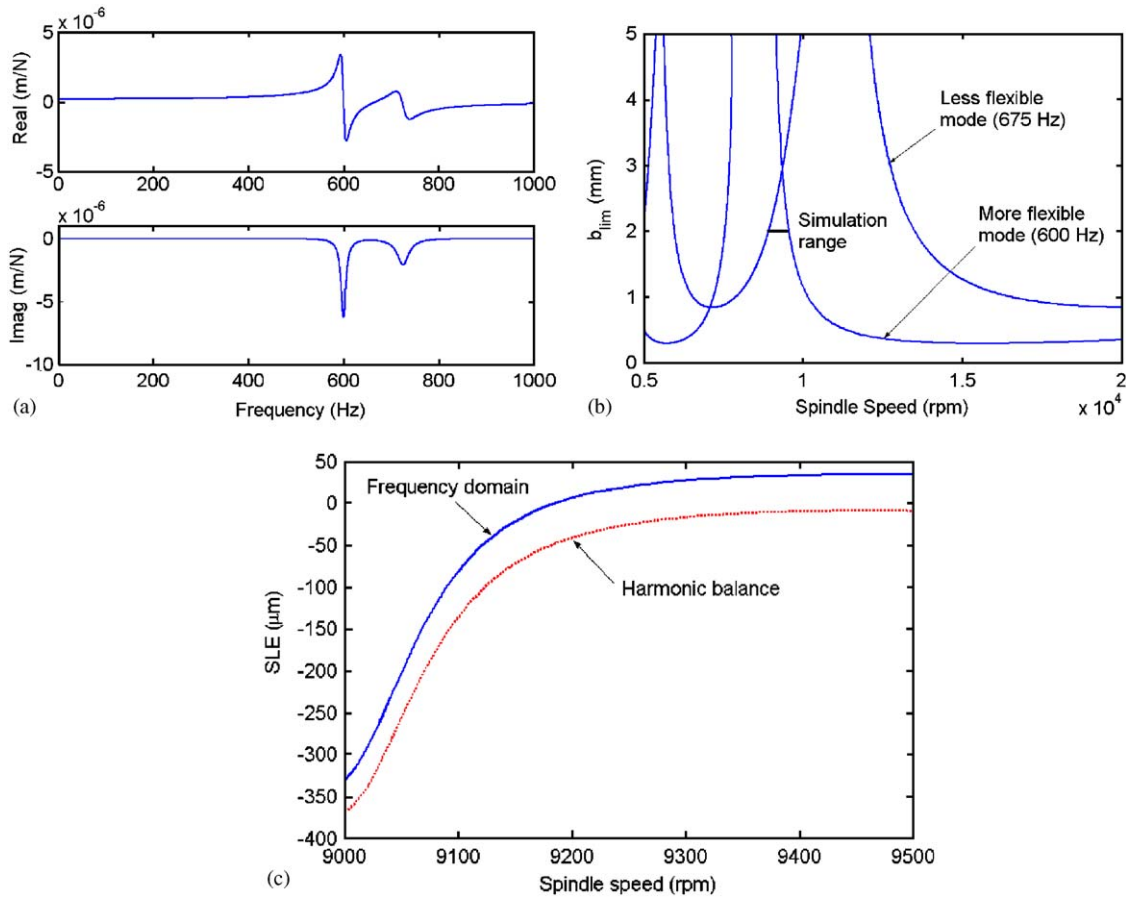 x 10⁻⁶
5
0
-5
Real (m/N)
0 200 400 600 800 1000
x 10⁻⁶
0
-5
-10
Imag (m/N)
0 200 400 600 800 1000
(a)
Frequency (Hz)
5
4
3
2
1
0
b_lim (mm)
Less flexible
mode (675 Hz)
More flexible
mode (600 Hz)
Simulation
range
0.5 1 1.5 2
(b)
Spindle Speed (rpm)
x 10⁴
50
0
-50
-100
-150
-200
-250
-300
-350
-400
SLE (μm)
Frequency domain
Harmonic balance
9000 9100 9200 9300 9400 9500
(c)
Spindle speed (rpm)